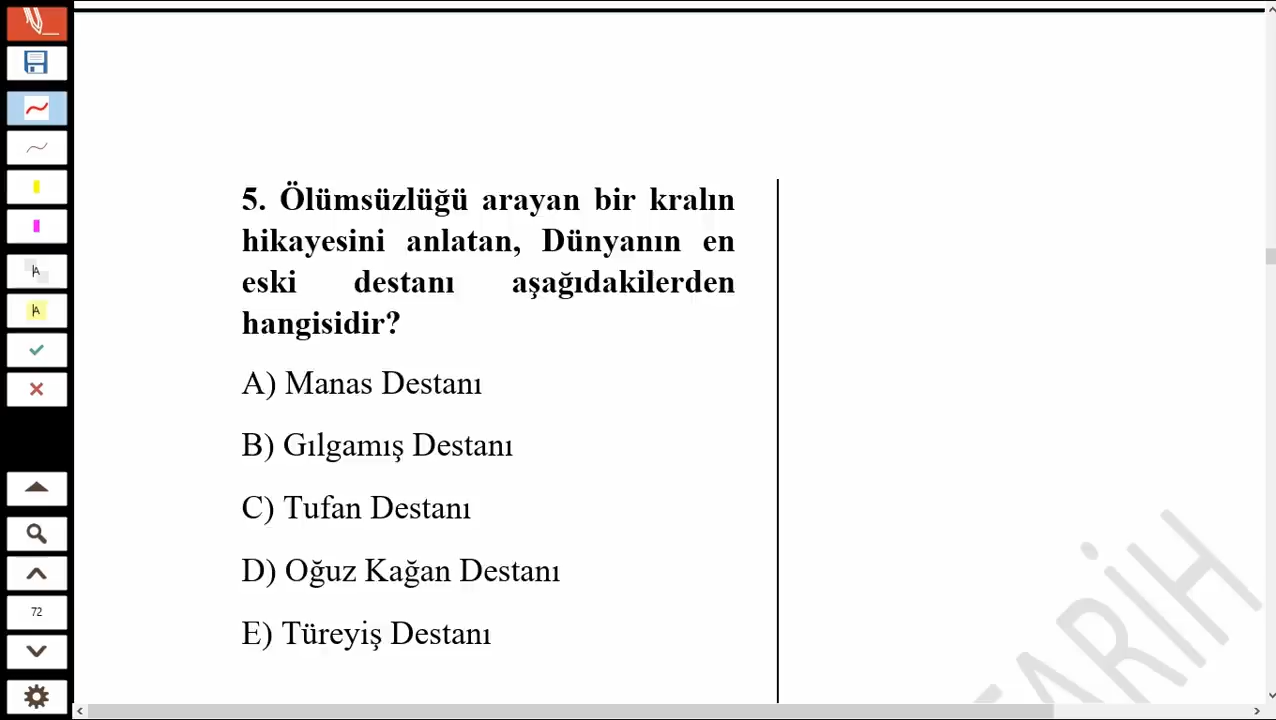 5. Ölümsüzlüğü arayan bir kralın
hikayesini anlatan, Dünyanın en
eski destanı aşağıdakilerden
hangisidir?
A) Manas Destanı
B) Gılgamış Destanı
C) Tufan Destanı
D) Oğuz Kağan Destanı
E) Türeyiş Destanı
72
TARİH